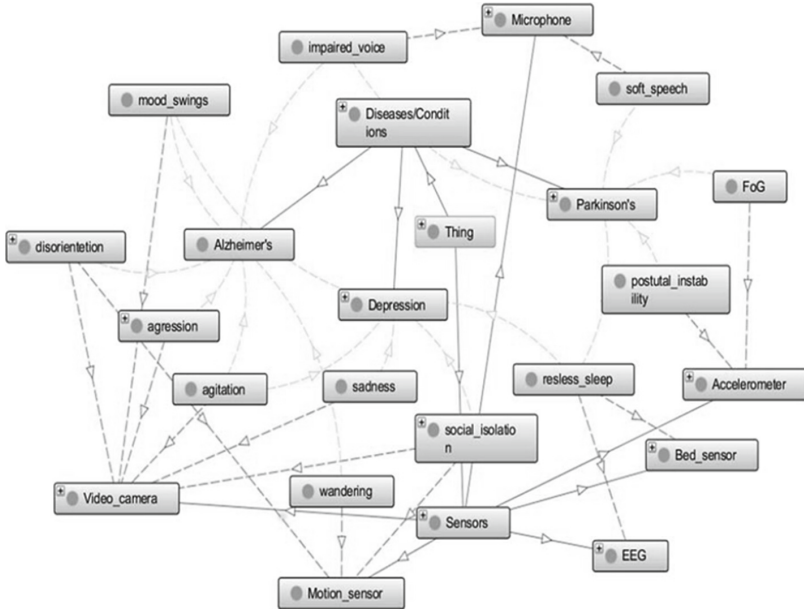 Microphone
impaired_voice
soft_speech
mood_swings
Diseases/Condit
ions
FoG
Parkinson's
Thing
disorientetion
Alzheimer's
postutal_instab
ility
Depression
agression
resless_sleep
Accelerometer
agitation
sadness
social_isolatio
n
Bed_sensor
wandering
Video_camera
Sensors
EEG
Motion_sensor